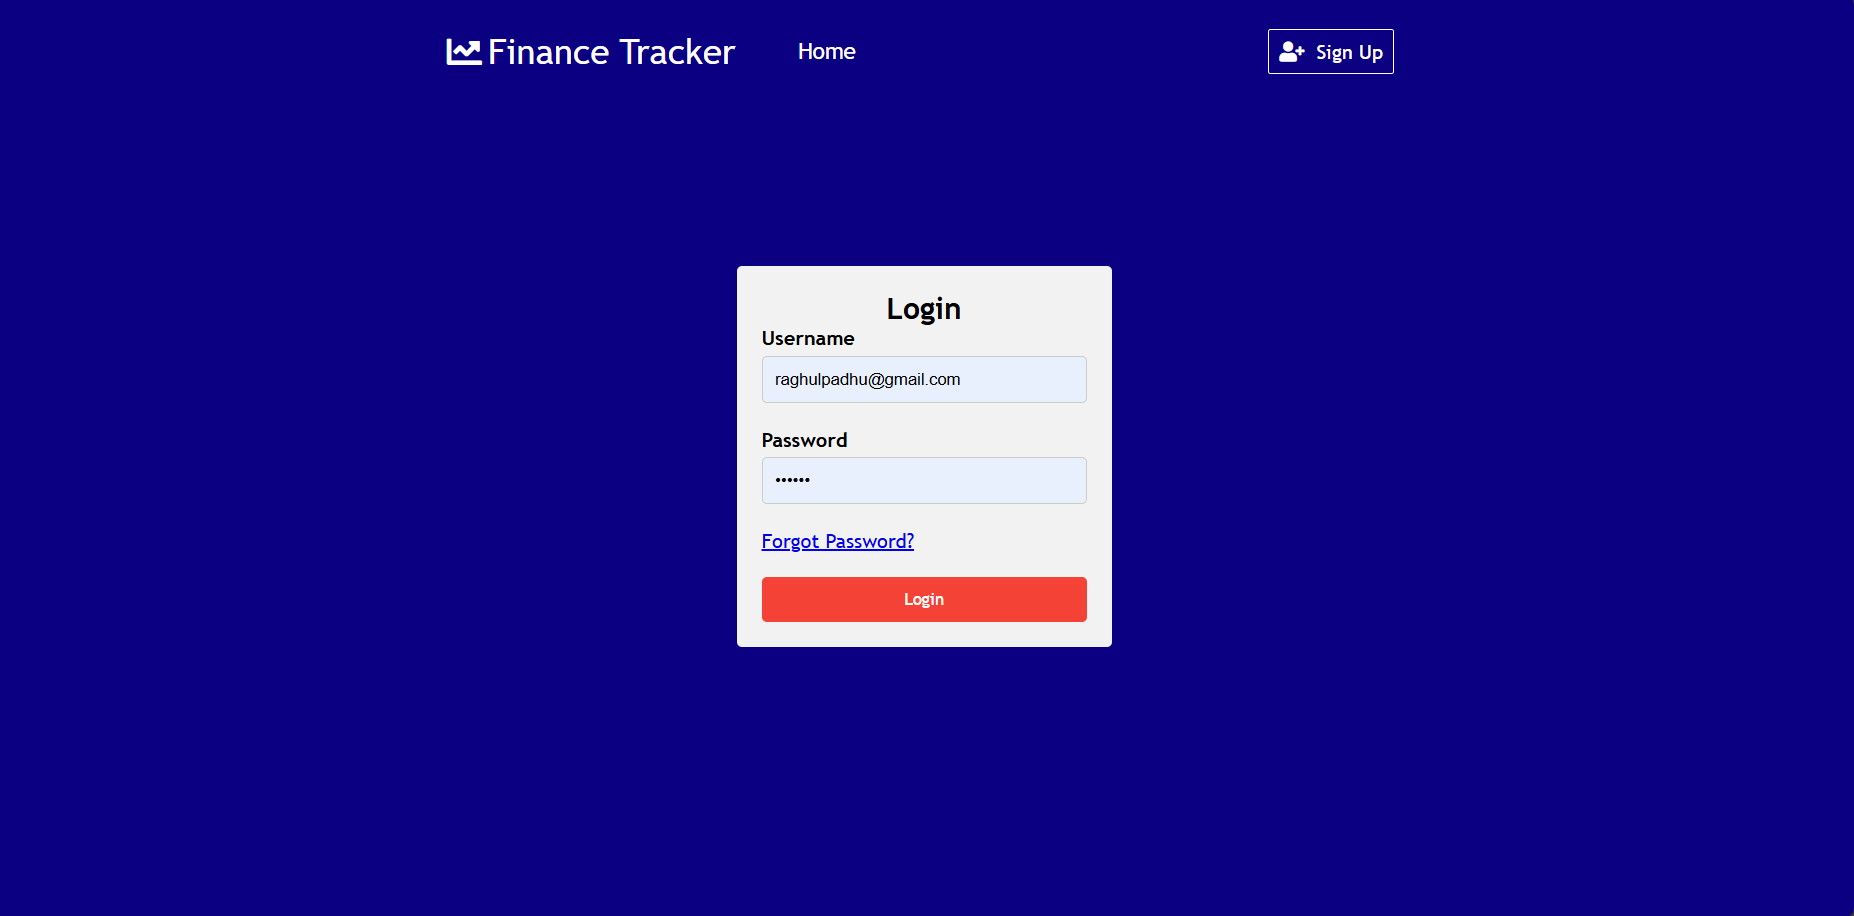 Finance Tracker
Home
Sign Up
Login
Username
raghulpadhu@gmail.com
Password
••••••
Forgot Password?
Login